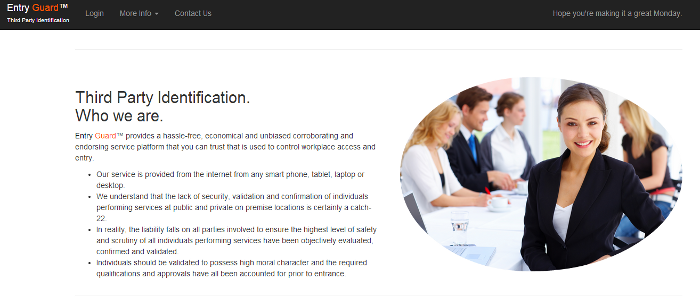 Entry Guard™
Third Party Identification
Login More Info Contact Us
Hope you're making it a great Monday.
Third Party Identification.
Who we are.
Entry Guard™ provides a hassle-free, economical and unbiased corroborating and
endorsing service platform that you can trust that is used to control workplace access and
entry.
Our service is provided from the internet from any smart phone, tablet, laptop or
desktop.
We understand that the lack of security, validation and confirmation of individuals
performing services at public and private on premise locations is certainly a catch-
22.
In reality, the liability falls on all parties involved to ensure the highest level of safety
and scrutiny of all individuals performing services have been objectively evaluated,
confirmed and validated.
Individuals should be validated to possess high moral character and the required
qualifications and approvals have all been accounted for prior to entrance